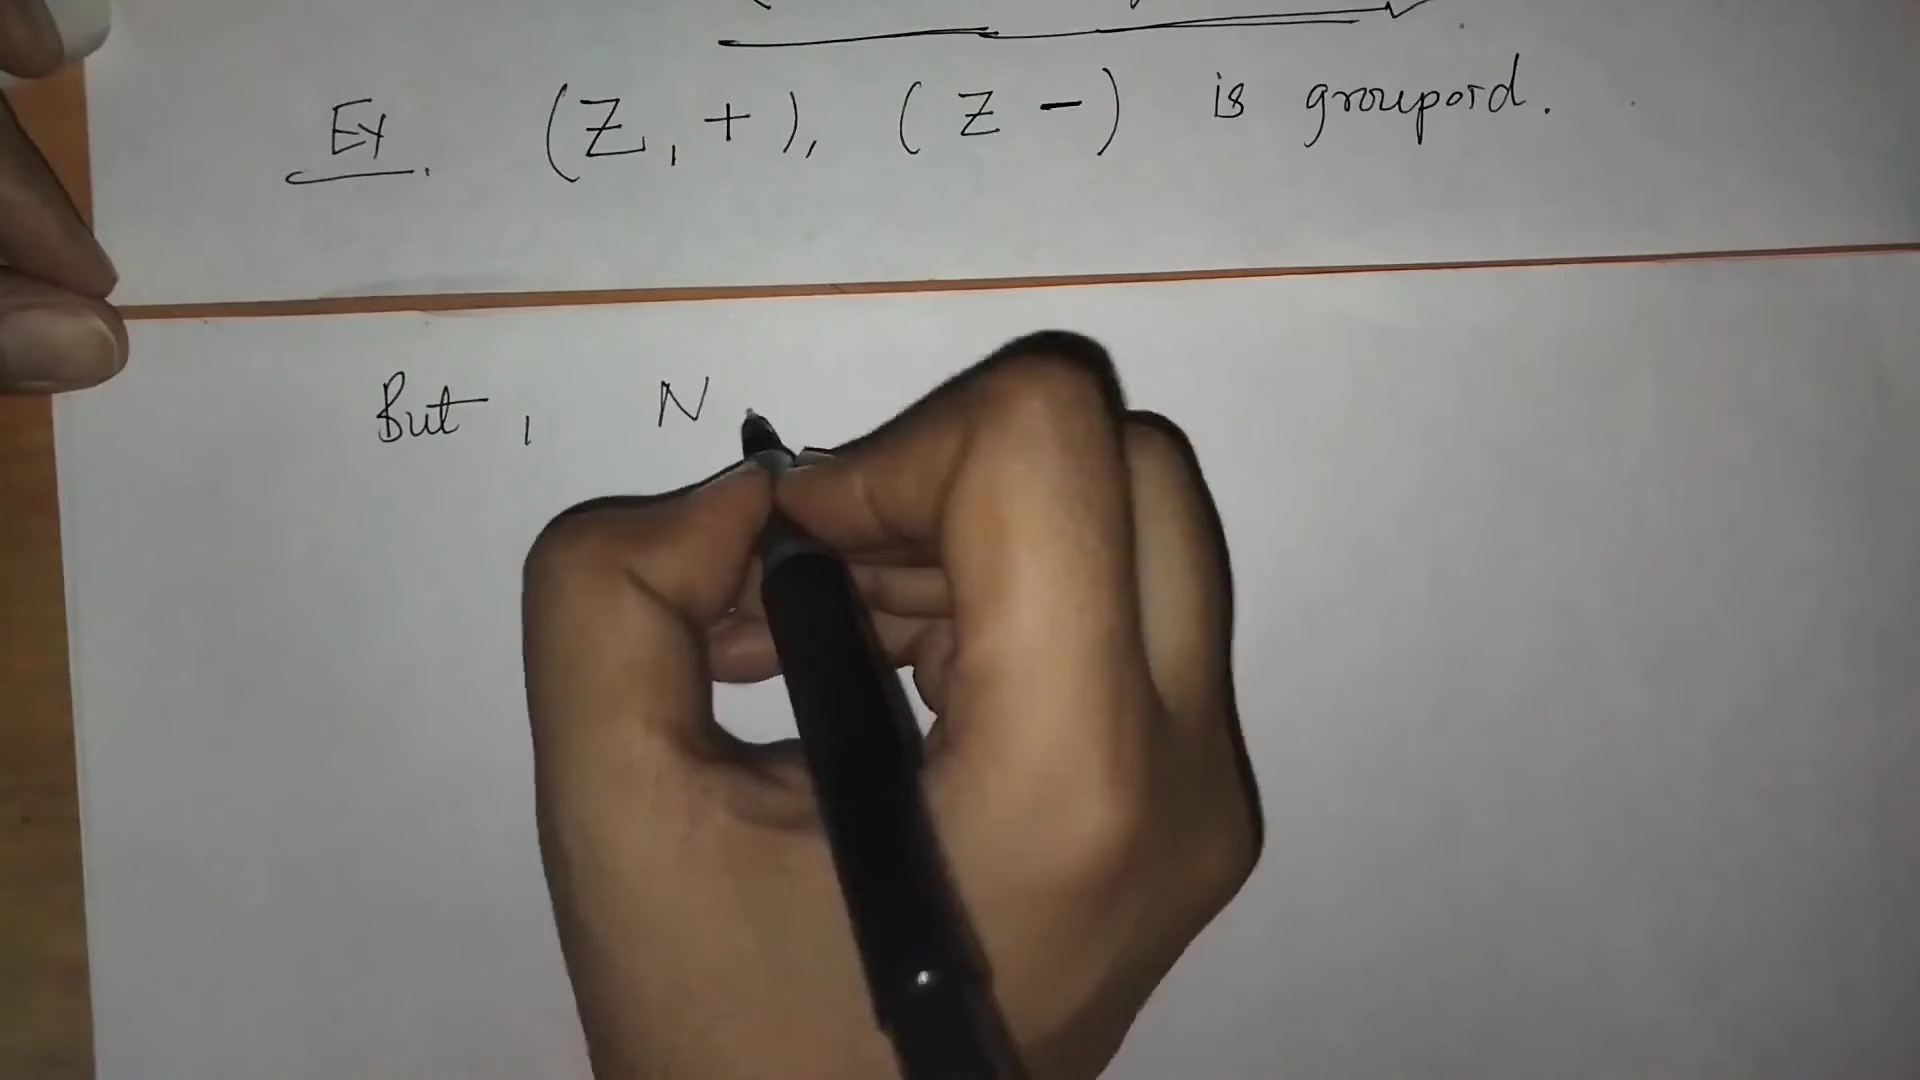 Ex. (Z, +), (Z -) is groupoid.
But, N